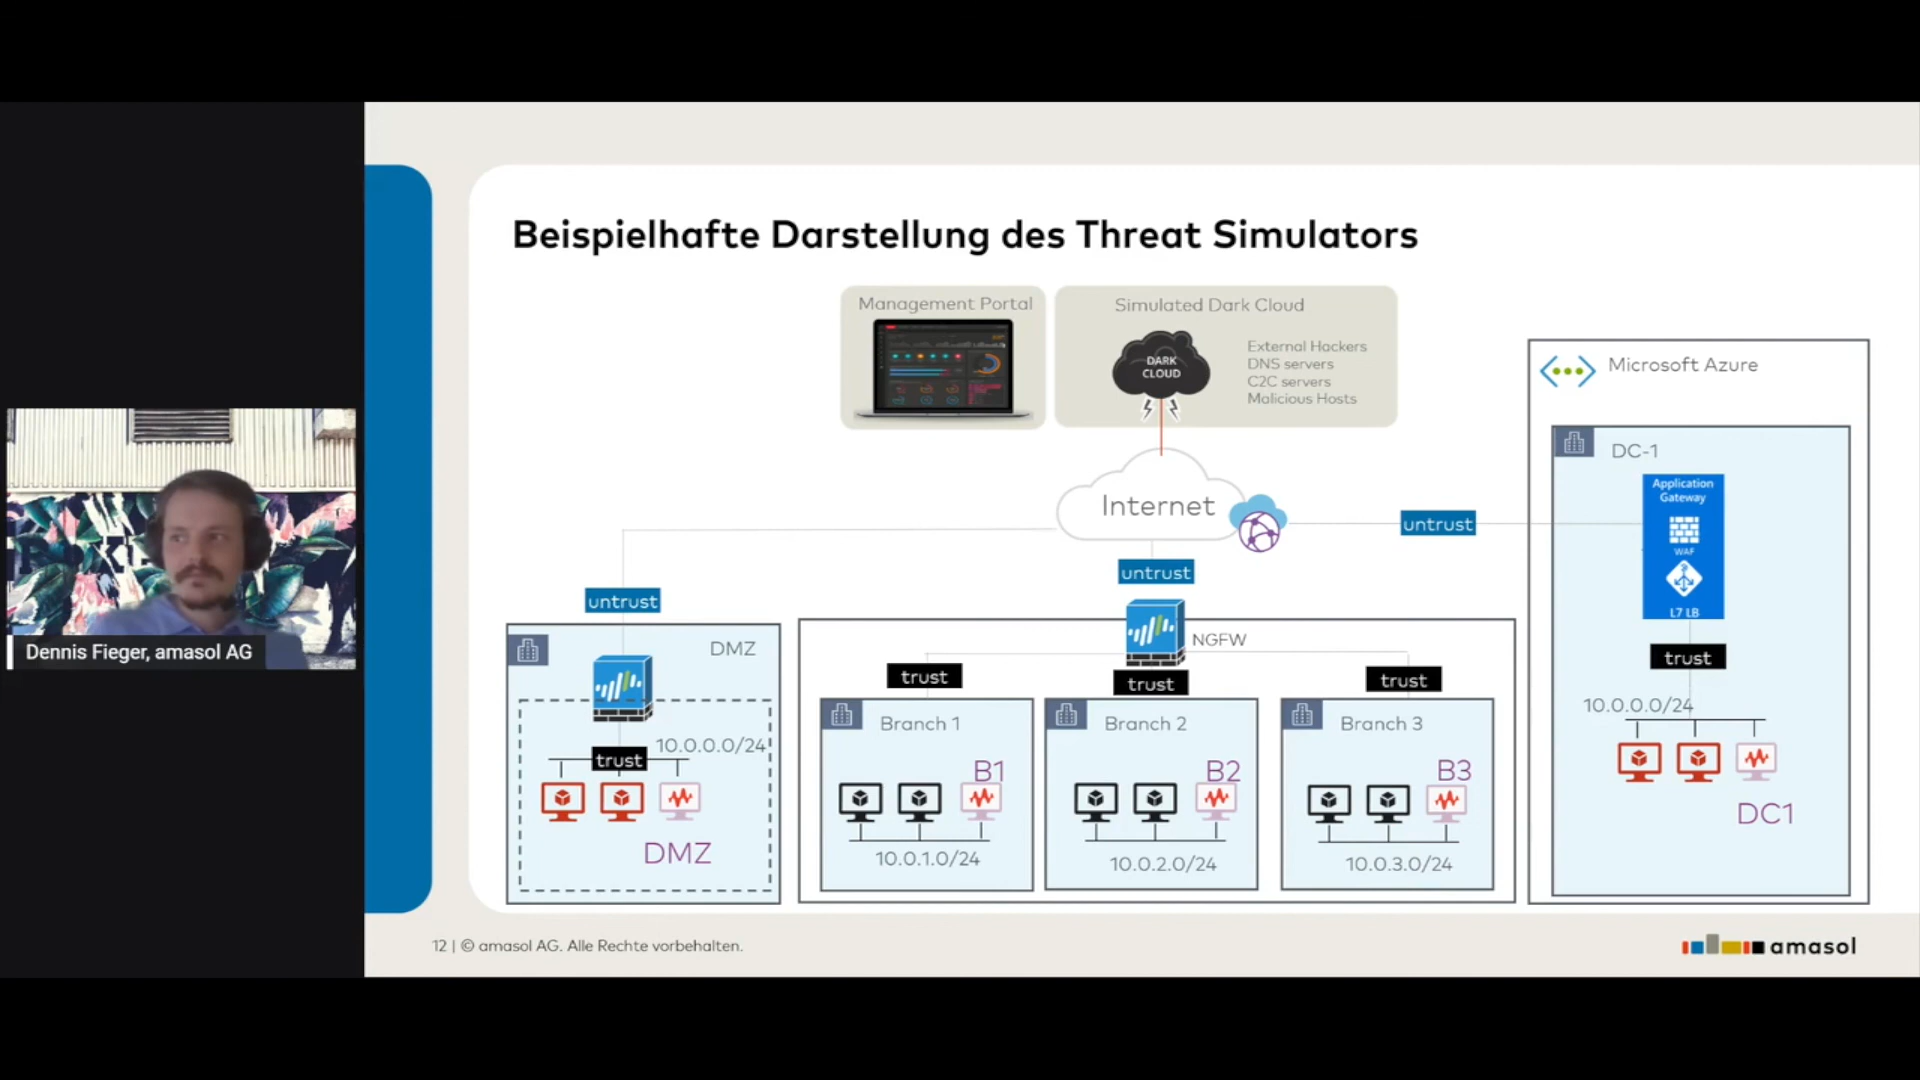 Beispielhafte Darstellung des Threat Simulators
Management Portal
Simulated Dark Cloud
DARK
CLOUD
External Hackers
DNS servers
C2C servers
Malicious Hosts
Microsoft Azure
DC-1
Application
Gateway
WAF
L7 LB
Internet
untrust
untrust
untrust
DMZ
NGFW
trust
trust
trust
trust
trust
Branch 1
Branch 2
Branch 3
10.0.0.0/24
10.0.0.0/24
B1
B2
B3
DMZ
DC1
10.0.1.0/24
10.0.2.0/24
10.0.3.0/24
Dennis Fieger, amasol AG
12 | © amasol AG. Alle Rechte vorbehalten.
amasol